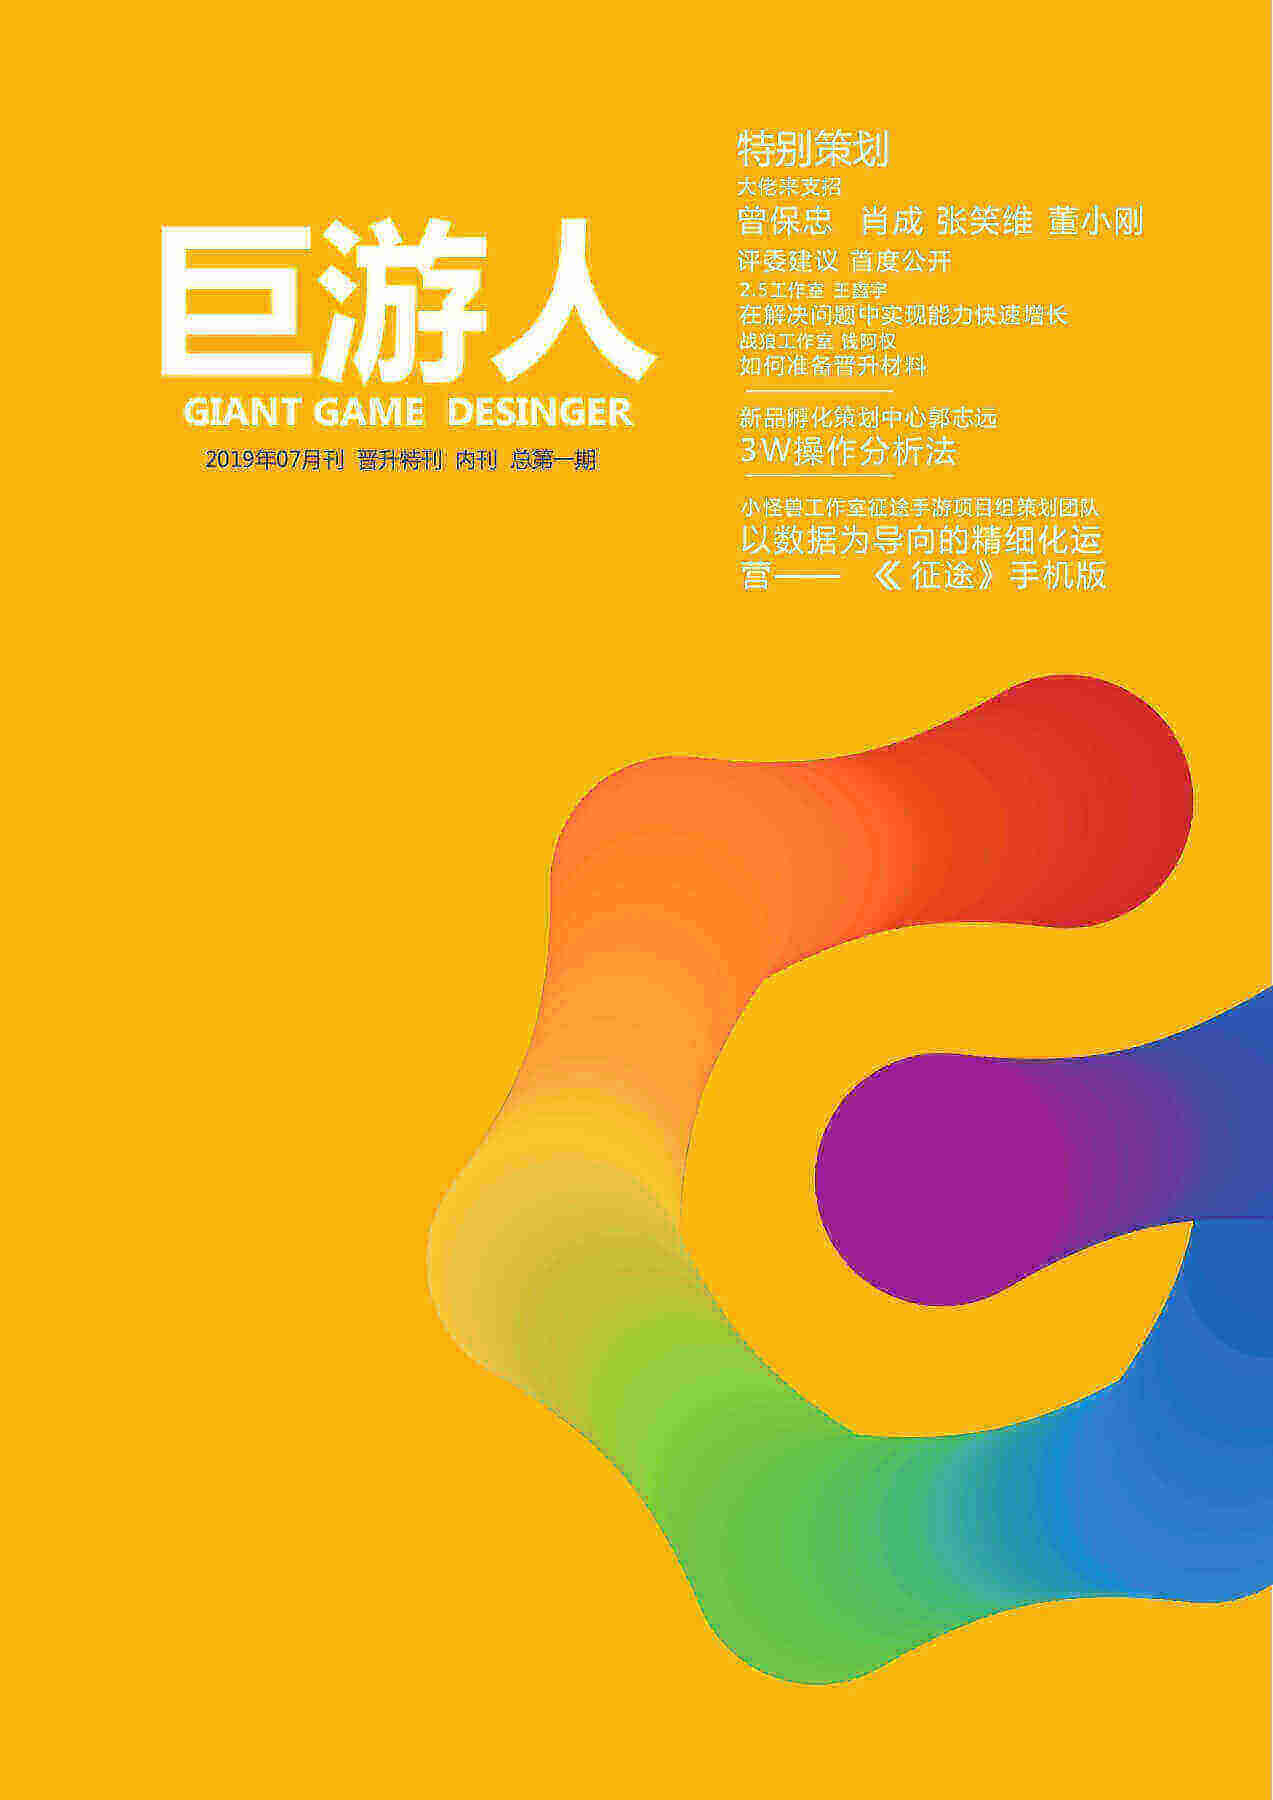 巨游人
GIANT GAME DESINGER
2019年07月刊 晋升特刊 内刊 总第一期
特别策划
大佬来支招
曾保忠 肖成 张笑维 董小刚
评委建议 首度公开
2.5工作室 王鑫宇
在解决问题中实现能力快速增长
战狼工作室 钱阿权
如何准备晋升材料
新品孵化策划中心郭志远
3W操作分析法
小怪兽工作室征途手游项目组策划团队
以数据为导向的精细化运
营——《征途》手机版